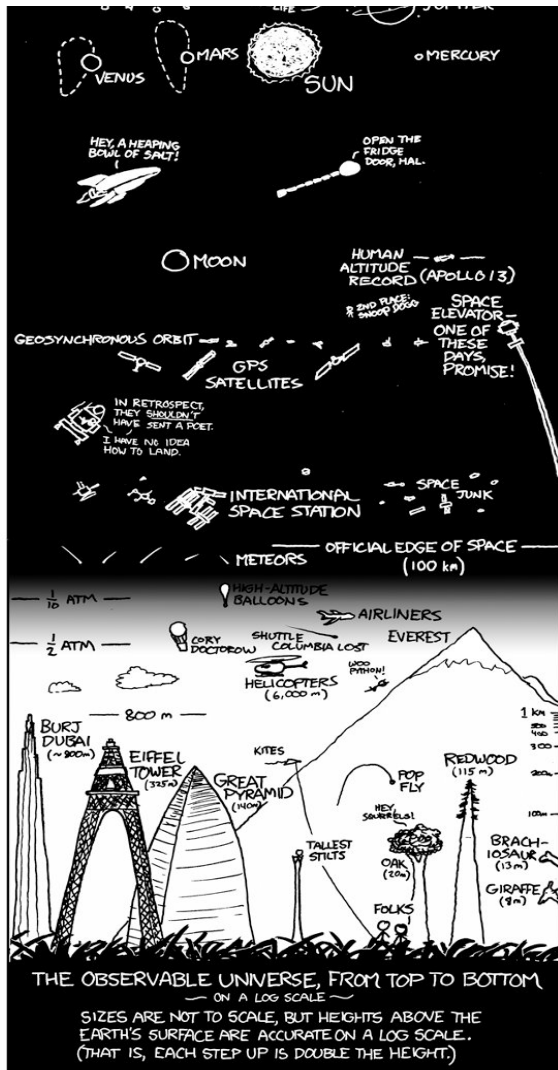 LIFE
JUPITER
VENUS
MARS
SUN
MERCURY
HEY, A HEAPING
BOWL OF SALT!
OPEN THE
FRIDGE
DOOR, HAL.
MOON
HUMAN
ALTITUDE
RECORD (APOLLO 13)
2ND PLACE:
SNOOP DOGG
SPACE
ELEVATOR—
ONE OF
THESE
DAYS,
PROMISE!
GEOSYNCHRONOUS ORBIT
GPS
SATELLITES
IN RETROSPECT,
THEY SHOULDN'T
HAVE SENT A POET.
I HAVE NO IDEA
HOW TO LAND.
INTERNATIONAL
SPACE STATION
SPACE
JUNK
METEORS
OFFICIAL EDGE OF SPACE
(100 km)
1/10 ATM
HIGH-ALTITUDE
BALLOONS
AIRLINERS
1/2 ATM
CORY
DOCTOROW
SHUTTLE
COLUMBIA LOST
EVEREST
HELICOPTERS
(6,000 m)
WOO
PYTHON!
800 m
1 KM
500
400
300
200m
100m
BURJ
DUBAI
(~800m)
EIFFEL
TOWER
(325m)
GREAT
PYRAMID
(140m)
KITES
POP
FLY
REDWOOD
(115 m)
HEY,
SQUIRRELS!
TALLEST
STILTS
OAK
(20m)
BRACH-
IOSAUR
(13m)
GIRAFFE
(8m)
FOLKS
THE OBSERVABLE UNIVERSE, FROM TOP TO BOTTOM
~ ON A LOG SCALE ~
SIZES ARE NOT TO SCALE, BUT HEIGHTS ABOVE THE
EARTH'S SURFACE ARE ACCURATE ON A LOG SCALE.
(THAT IS, EACH STEP UP IS DOUBLE THE HEIGHT.)